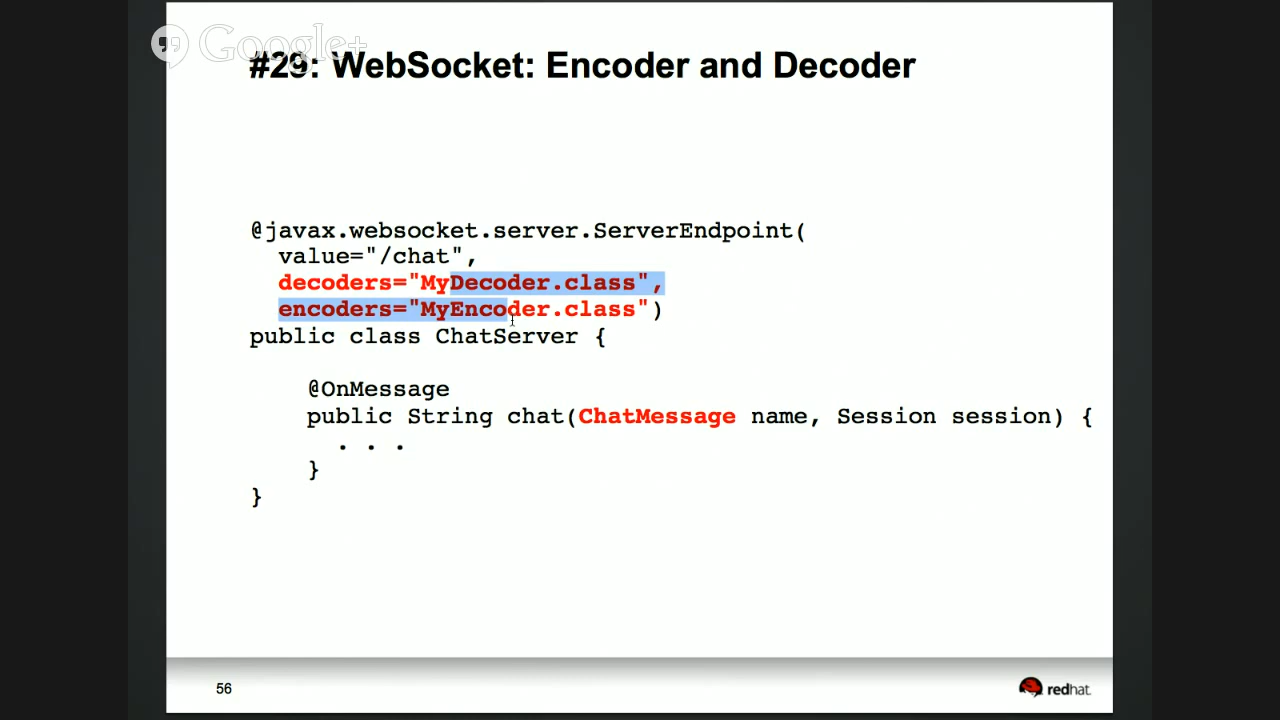 Google+
#29: WebSocket: Encoder and Decoder
@javax.websocket.server.ServerEndpoint(
value="/chat",
decoders="MyDecoder.class",
encoders="MyEncoder.class")
public class ChatServer {
@OnMessage
public String chat(ChatMessage name, Session session) {
. . .
}
}
56
redhat.